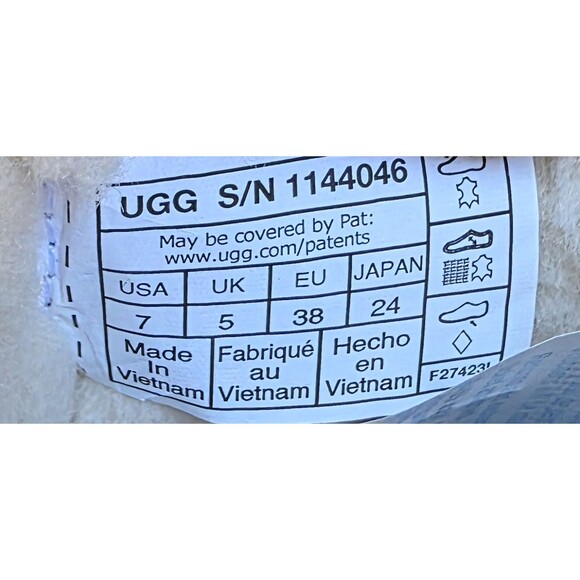 UGG S/N 1144046
May be covered by Pat:
www.ugg.com/patents
USA UK EU JAPAN
7 5 38 24
Made
In
Vietnam
Fabriqué
au
Vietnam
Hecho
en
Vietnam